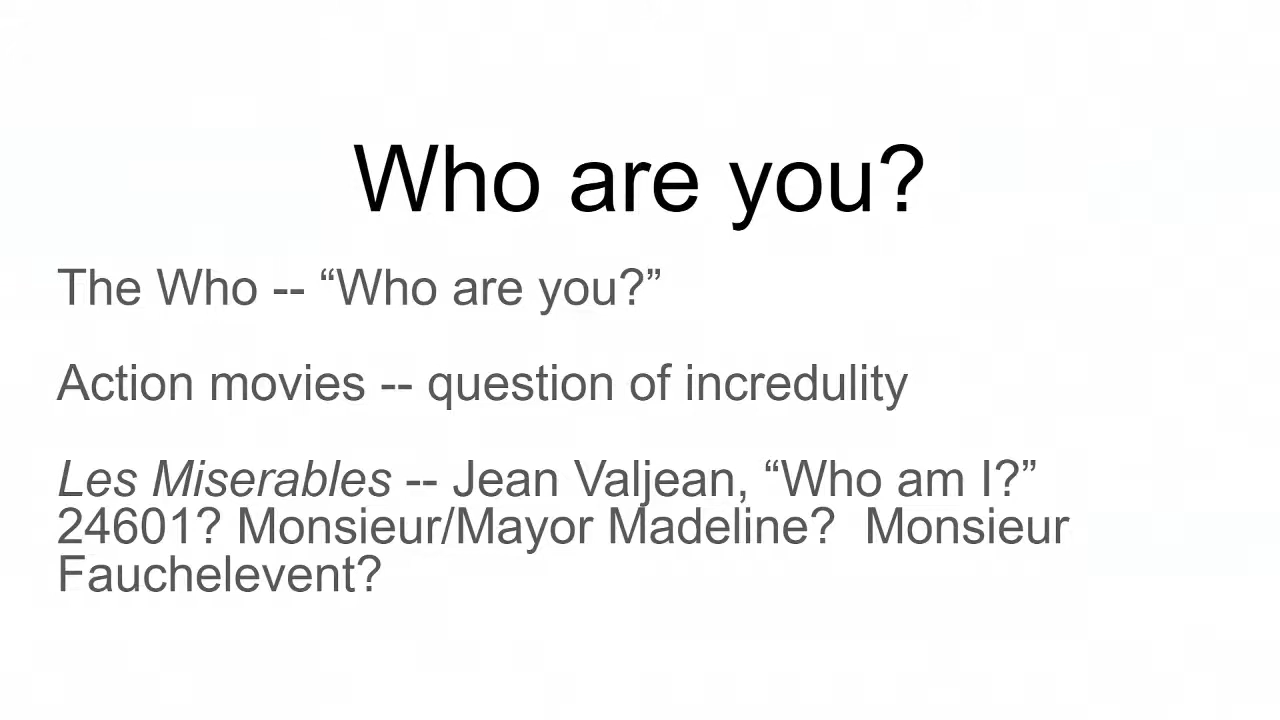 Who are you?
The Who -- “Who are you?”
Action movies -- question of incredulity
Les Miserables -- Jean Valjean, “Who am I?”
24601? Monsieur/Mayor Madeline?  Monsieur
Fauchelevent?